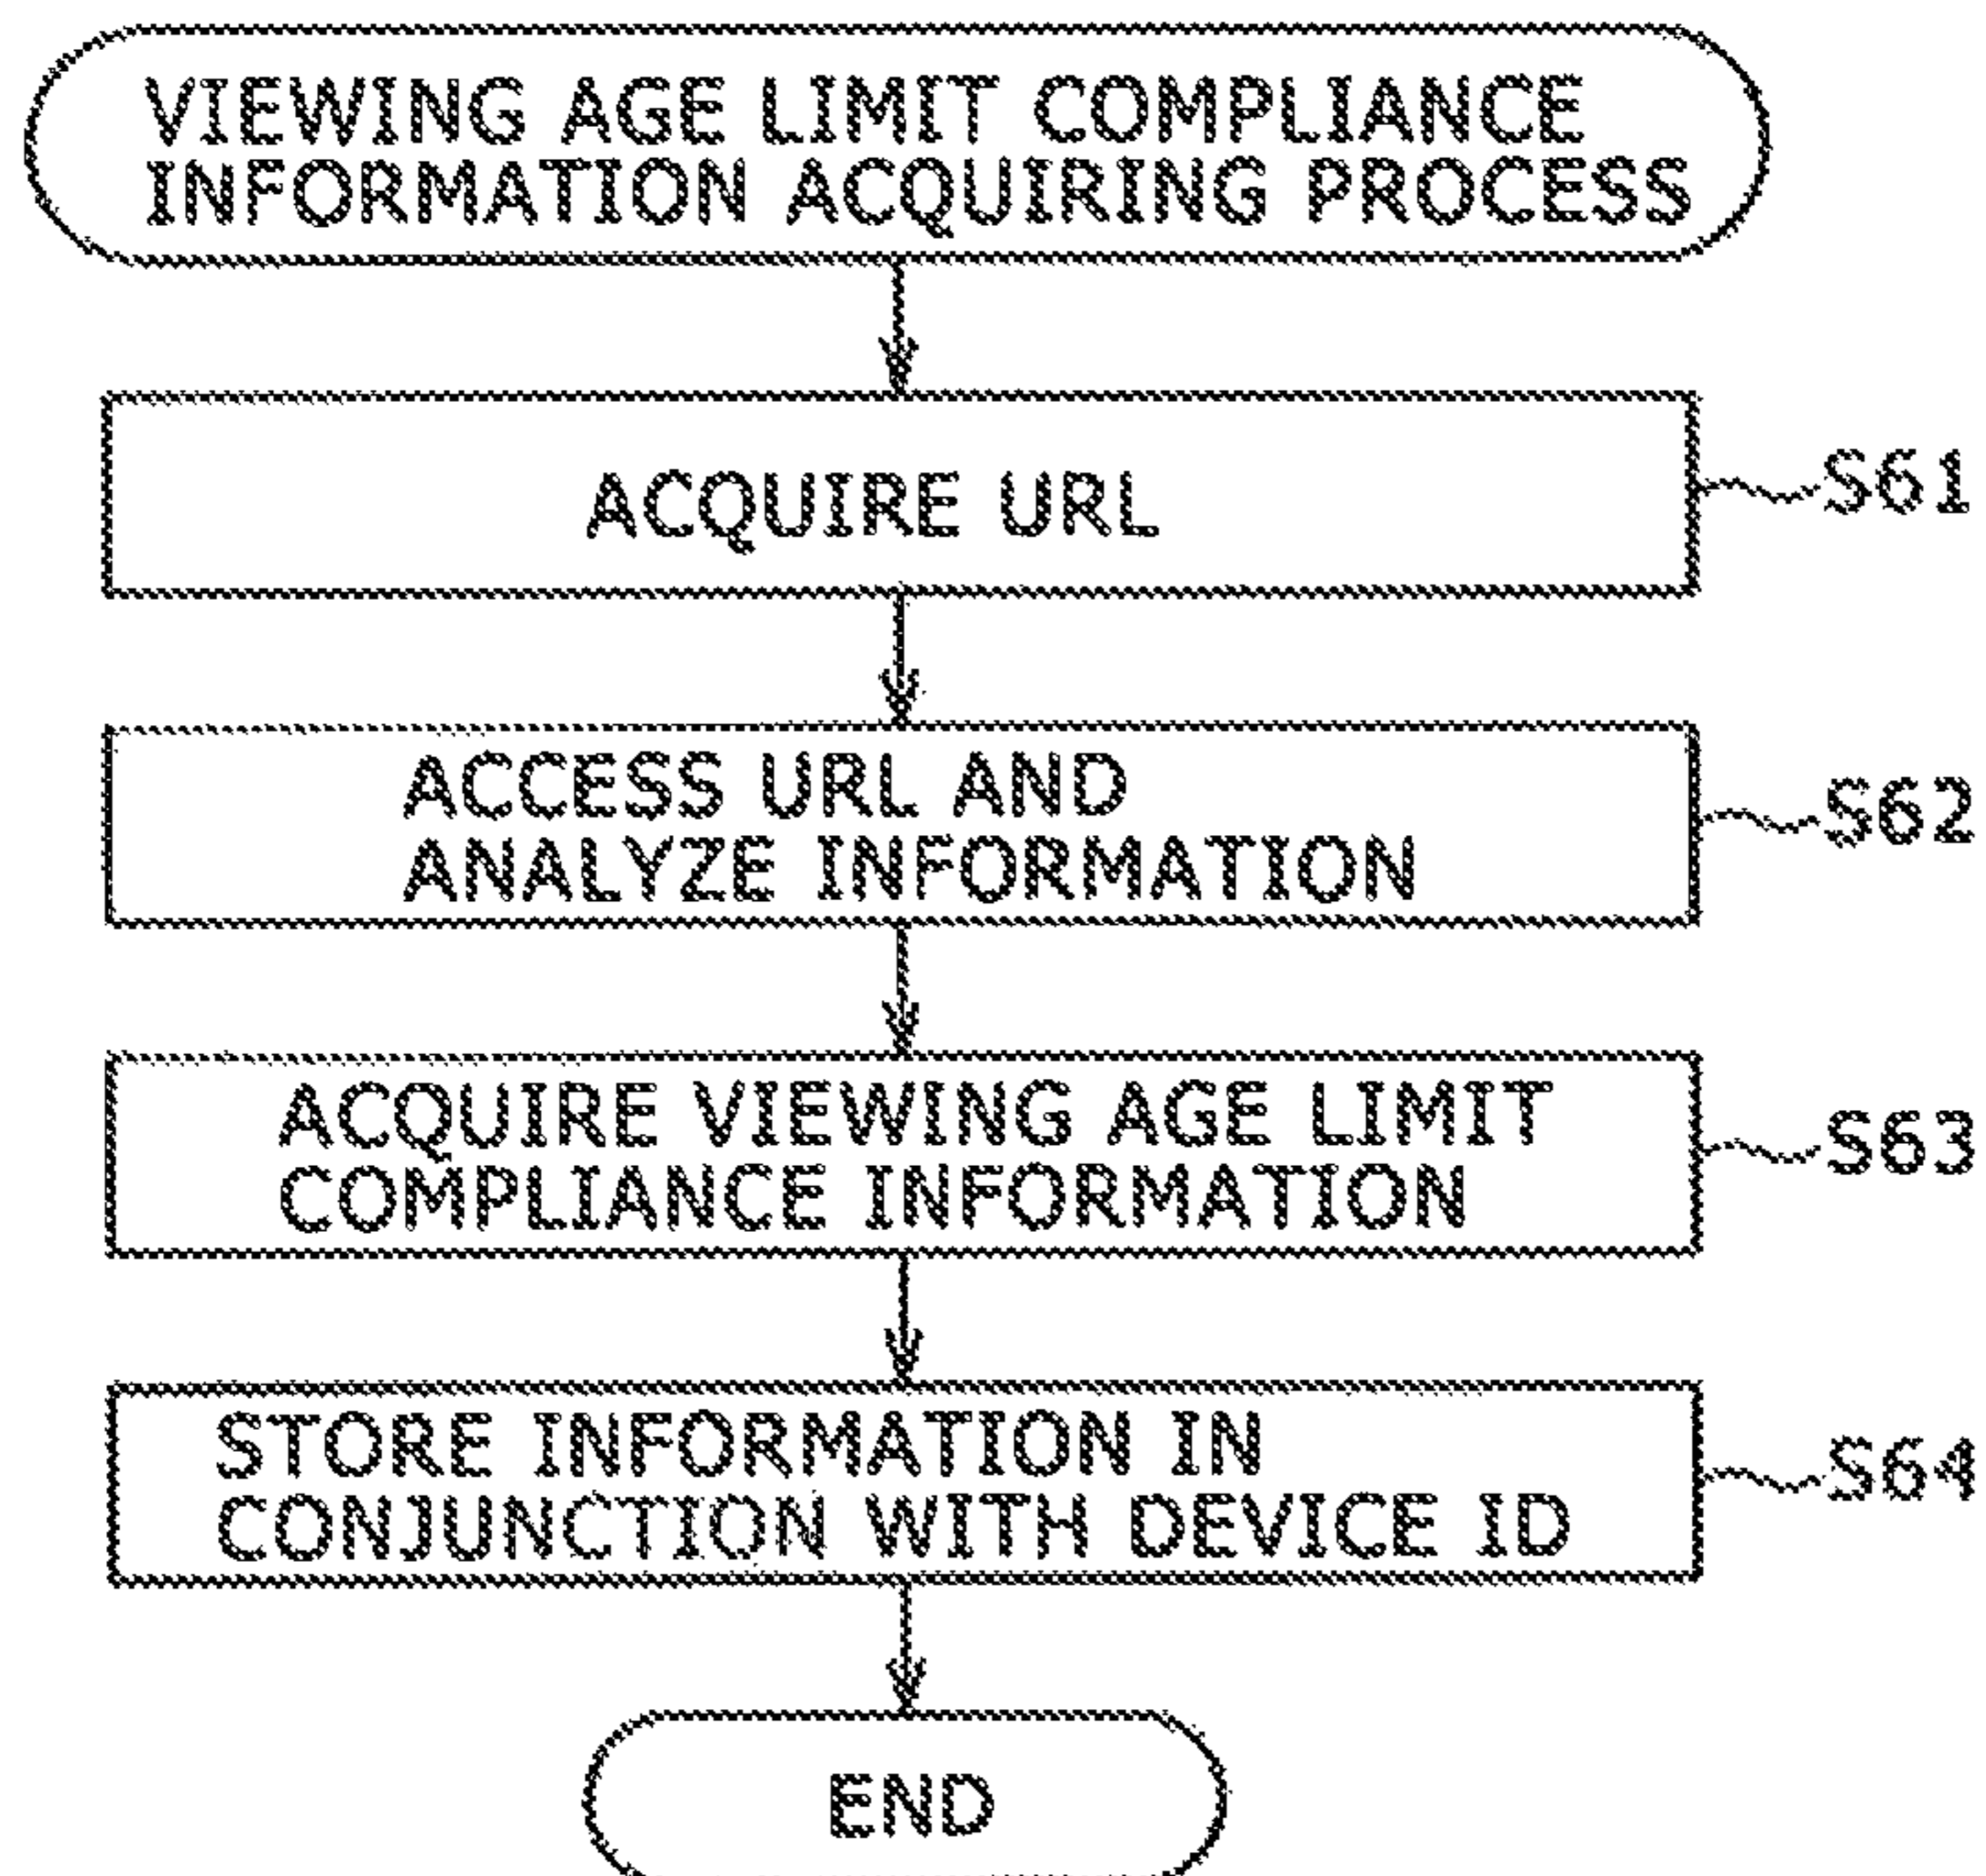 VIEWING AGE LIMIT COMPLIANCE
INFORMATION ACQUIRING PROCESS
ACQUIRE URL
S61
ACCESS URL AND
ANALYZE INFORMATION
S62
ACQUIRE VIEWING AGE LIMIT
COMPLIANCE INFORMATION
S63
STORE INFORMATION IN
CONJUNCTION WITH DEVICE ID
S64
END